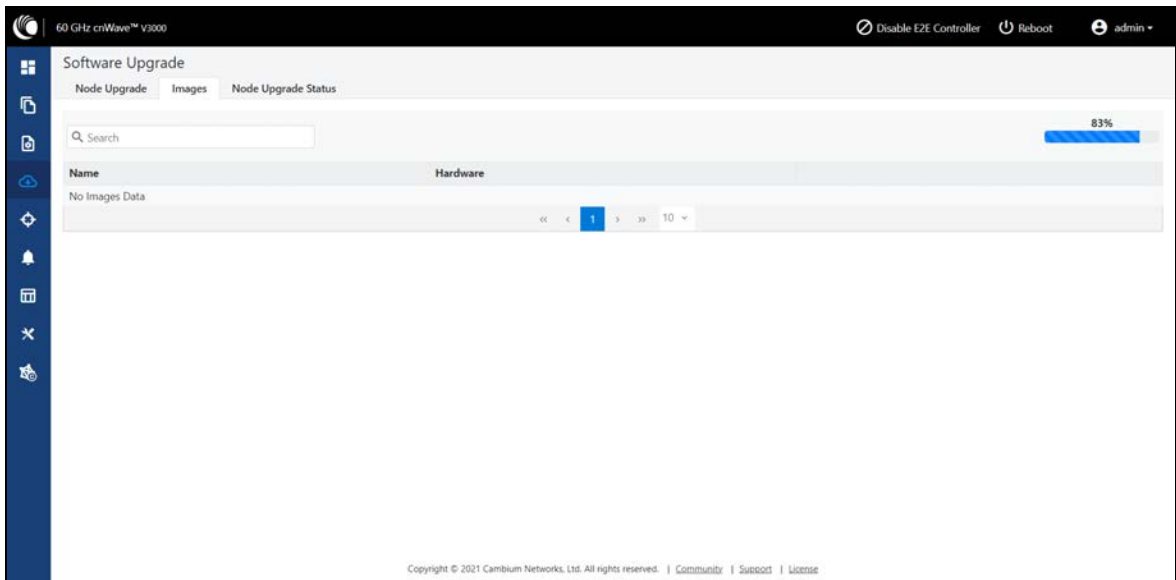 60 GHz cnWave™ V3000 Disable E2E Controller Reboot admin
Software Upgrade
Node Upgrade Images Node Upgrade Status
83%
Search
Name Hardware
No Images Data
« ‹ 1 › » 10
Copyright © 2021 Cambium Networks, Ltd. All rights reserved. | Community | Support | License